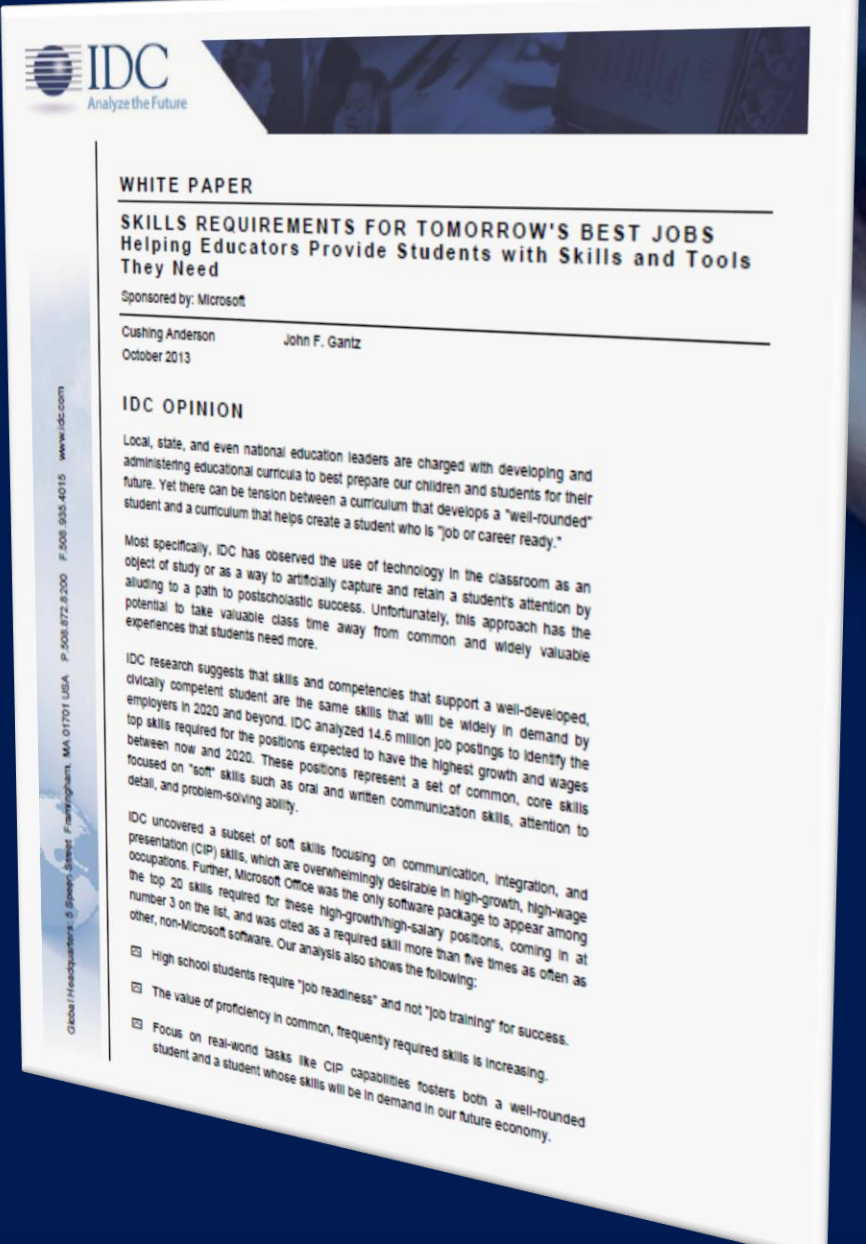 IDC
Analyze the Future
WHITE PAPER
SKILLS REQUIREMENTS FOR TOMORROW'S BEST JOBS
Helping Educators Provide Students with Skills and Tools
They Need
Sponsored by: Microsoft
Cushing Anderson John F. Gantz
October 2013
IDC OPINION
Local, state, and even national education leaders are charged with developing and
administering educational curricula to best prepare our children and students for their
future. Yet there can be tension between a curriculum that develops a "well-rounded"
student and a curriculum that helps create a student who is "job or career ready."
Most specifically, IDC has observed the use of technology in the classroom as an
object of study or as a way to artificially capture and retain a student's attention by
alluding to a path to postscholastic success. Unfortunately, this approach has the
potential to take valuable class time away from common and widely valuable
experiences that students need more.
IDC research suggests that skills and competencies that support a well-developed,
civically competent student are the same skills that will be widely in demand by
employers in 2020 and beyond. IDC analyzed 14.6 million job postings to identify the
top skills required for the positions expected to have the highest growth and wages
between now and 2020. These positions represent a set of common, core skills
focused on "soft" skills such as oral and written communication skills, attention to
detail, and problem-solving ability.
IDC uncovered a subset of soft skills focusing on communication, integration, and
presentation (CIP) skills, which are overwhelmingly desirable in high-growth, high-wage
occupations. Further, Microsoft Office was the only software package to appear among
the top 20 skills required for these high-growth/high-salary positions, coming in at
number 3 on the list, and was cited as a required skill more than five times as often as
other, non-Microsoft software. Our analysis also shows the following:
High school students require "job readiness" and not "job training" for success.
The value of proficiency in common, frequently required skills is increasing.
Focus on real-world tasks like CIP capabilities fosters both a well-rounded
student and a student whose skills will be in demand in our future economy.
Global Headquarters: 5 Speen Street Framingham, MA 01701 USA P.508.872.8200 F.508.935.4015 www.idc.com